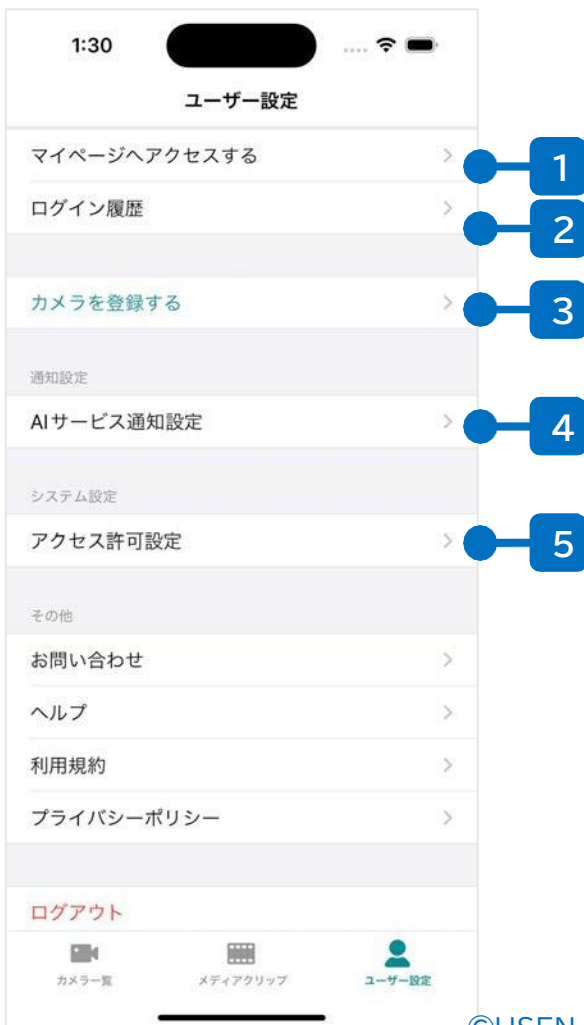 1:30
ユーザー設定
マイページへアクセスする
1
ログイン履歴
2
カメラを登録する
3
通知設定
AIサービス通知設定
4
システム設定
アクセス許可設定
5
その他
お問い合わせ
ヘルプ
利用規約
プライバシーポリシー
ログアウト
カメラ一覧 メディアクリップ ユーザー設定
©USEN